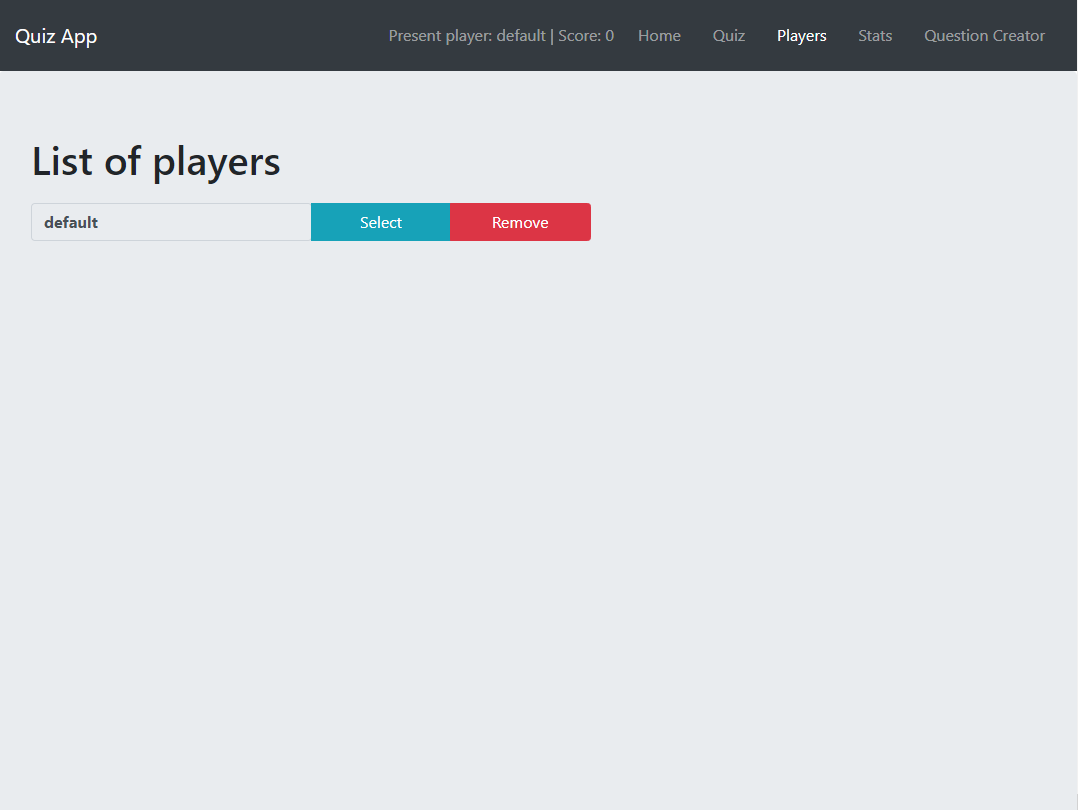 Quiz App Present player: default | Score: 0 Home Quiz Players Stats Question Creator
List of players
default Select Remove